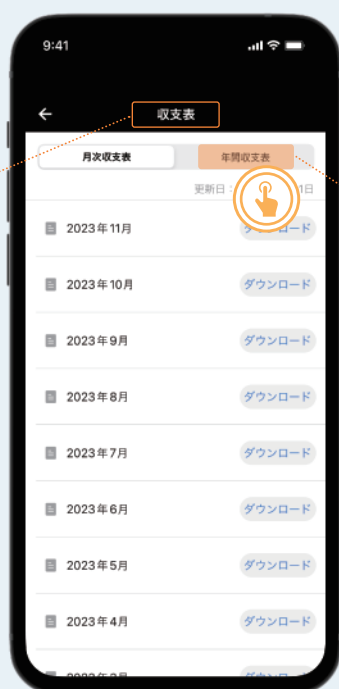 9:41
収支表
月次収支表 年間収支表
更新日： 1日
2023年11月 ダウンロード
2023年10月 ダウンロード
2023年9月 ダウンロード
2023年8月 ダウンロード
2023年7月 ダウンロード
2023年6月 ダウンロード
2023年5月 ダウンロード
2023年4月 ダウンロード